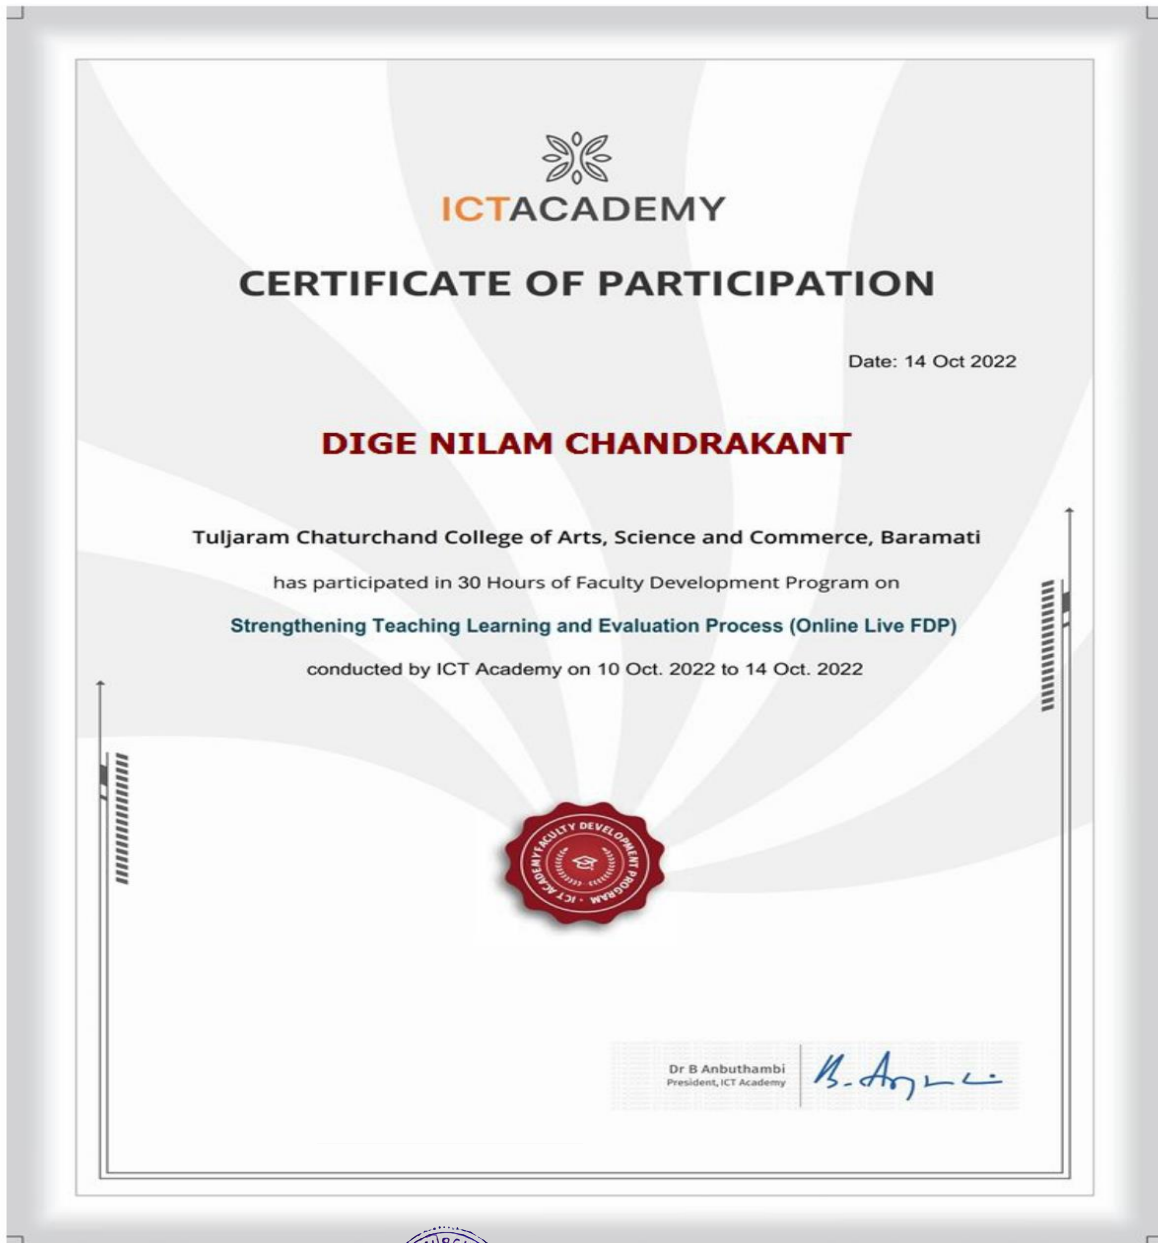 ICTACADEMY
CERTIFICATE OF PARTICIPATION
Date: 14 Oct 2022
DIGE NILAM CHANDRAKANT
Tuljaram Chaturchand College of Arts, Science and Commerce, Baramati
has participated in 30 Hours of Faculty Development Program on
Strengthening Teaching Learning and Evaluation Process (Online Live FDP)
conducted by ICT Academy on 10 Oct. 2022 to 14 Oct. 2022
FACULTY DEVELOPMENT PROGRAM · ICT ACADEMY
Dr B Anbuthambi
President, ICT Academy